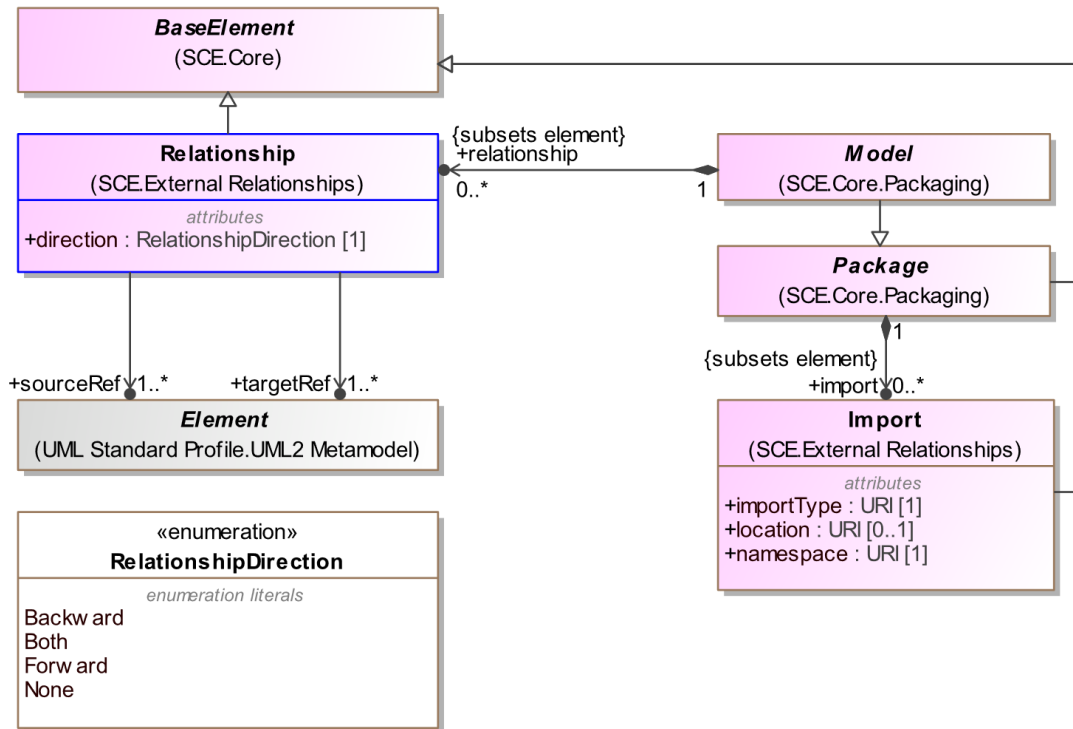 BaseElement
(SCE.Core)
Relationship
(SCE.External Relationships)
attributes
+direction : RelationshipDirection [1]
{subsets element}
+relationship
0..*
1
Model
(SCE.Core.Packaging)
Package
(SCE.Core.Packaging)
1
{subsets element}
+import 0..*
+sourceRef 1..*
+targetRef 1..*
Element
(UML Standard Profile.UML2 Metamodel)
Import
(SCE.External Relationships)
attributes
+importType : URI [1]
+location : URI [0..1]
+namespace : URI [1]
«enumeration»
RelationshipDirection
enumeration literals
Backward
Both
Forward
None